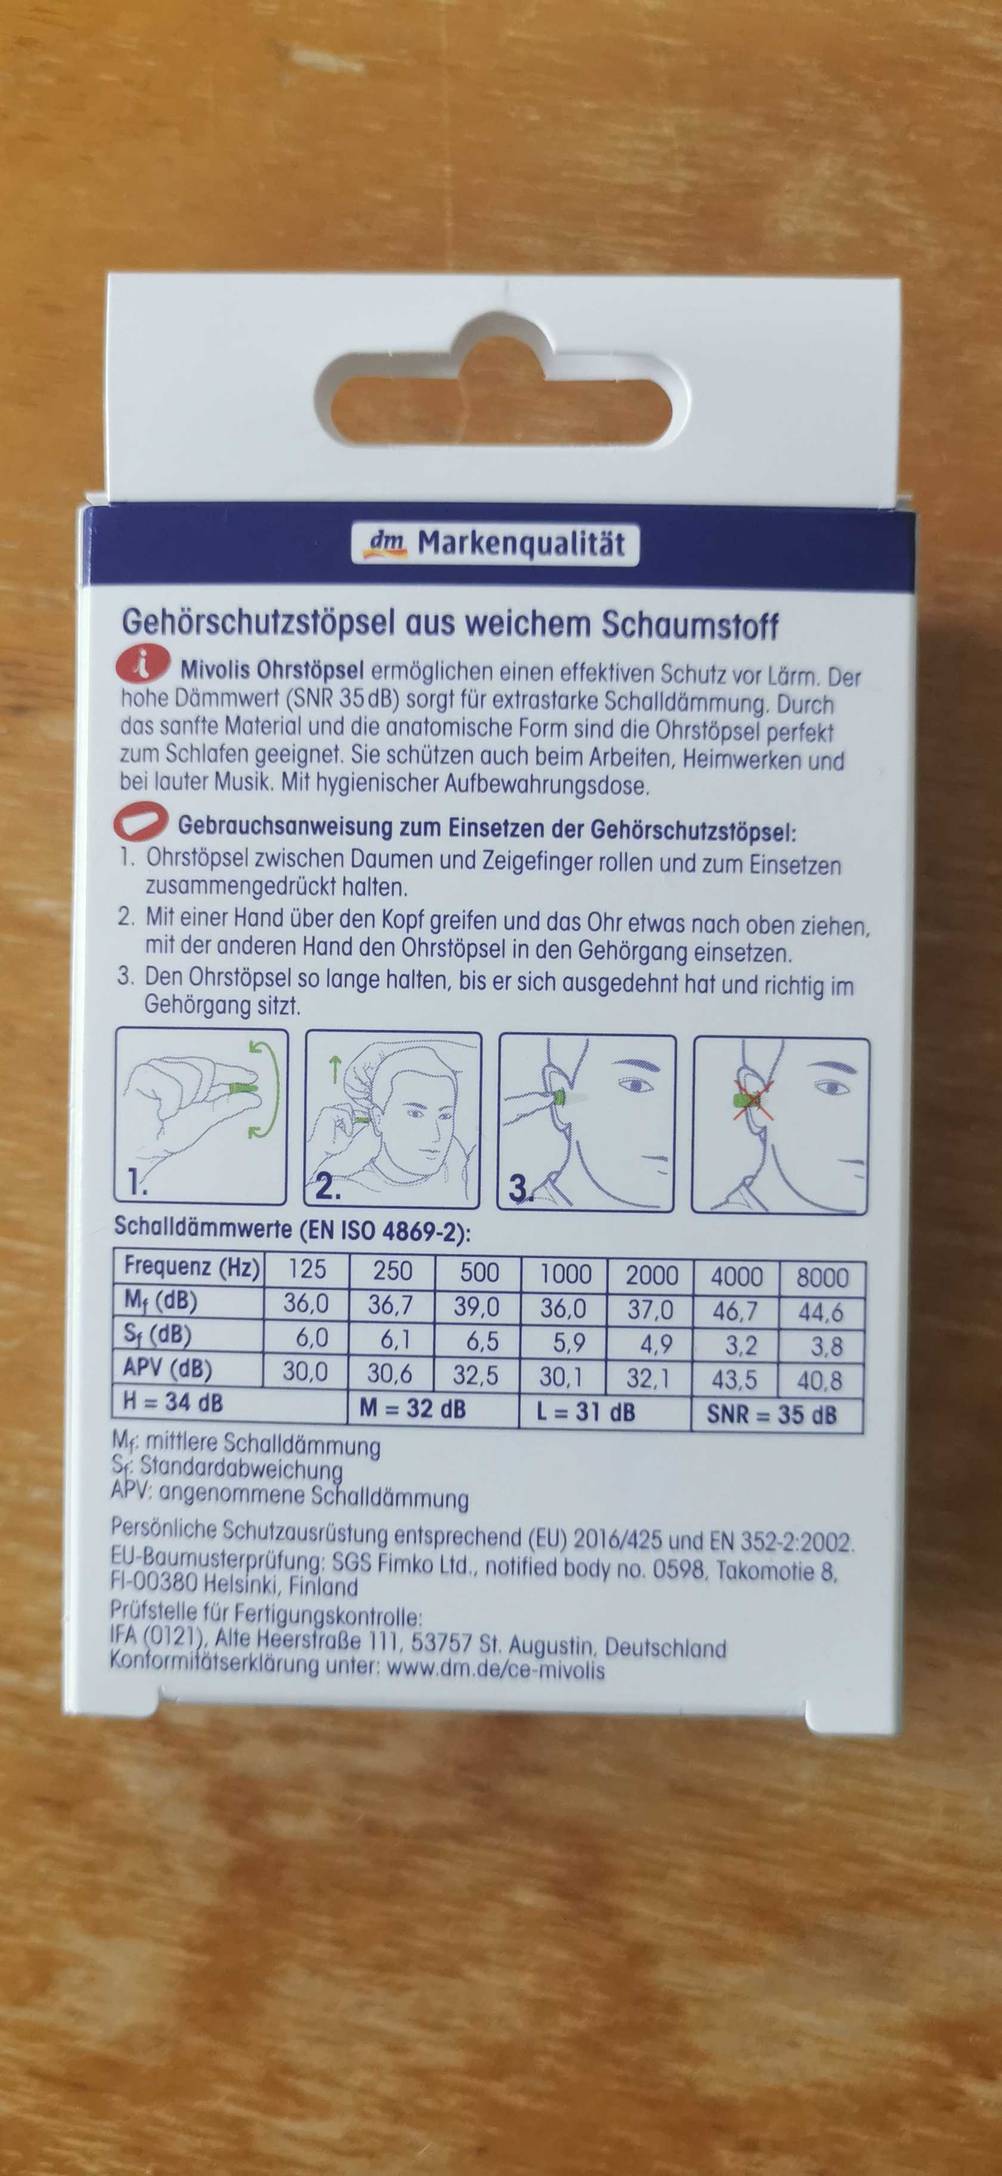 dm Markenqualität
Gehörschutzstöpsel aus weichem Schaumstoff
i Mivolis Ohrstöpsel ermöglichen einen effektiven Schutz vor Lärm. Der
hohe Dämmwert (SNR 35 dB) sorgt für extrastarke Schalldämmung. Durch
das sanfte Material und die anatomische Form sind die Ohrstöpsel perfekt
zum Schlafen geeignet. Sie schützen auch beim Arbeiten, Heimwerken und
bei lauter Musik. Mit hygienischer Aufbewahrungsdose.
Gebrauchsanweisung zum Einsetzen der Gehörschutzstöpsel:
1. Ohrstöpsel zwischen Daumen und Zeigefinger rollen und zum Einsetzen
zusammengedrückt halten.
2. Mit einer Hand über den Kopf greifen und das Ohr etwas nach oben ziehen,
mit der anderen Hand den Ohrstöpsel in den Gehörgang einsetzen.
3. Den Ohrstöpsel so lange halten, bis er sich ausgedehnt hat und richtig im
Gehörgang sitzt.
1. 2. 3.
Schalldämmwerte (EN ISO 4869-2):
Frequenz (Hz) 125 250 500 1000 2000 4000 8000
Mf (dB) 36,0 36,7 39,0 36,0 37,0 46,7 44,6
Sf (dB) 6,0 6,1 6,5 5,9 4,9 3,2 3,8
APV (dB) 30,0 30,6 32,5 30,1 32,1 43,5 40,8
H = 34 dB M = 32 dB L = 31 dB SNR = 35 dB
Mf: mittlere Schalldämmung
Sf: Standardabweichung
APV: angenommene Schalldämmung
Persönliche Schutzausrüstung entsprechend (EU) 2016/425 und EN 352-2:2002.
EU-Baumusterprüfung: SGS Fimko Ltd., notified body no. 0598, Takomotie 8,
FI-00380 Helsinki, Finland
Prüfstelle für Fertigungskontrolle:
IFA (0121), Alte Heerstraße 111, 53757 St. Augustin, Deutschland
Konformitätserklärung unter: www.dm.de/ce-mivolis